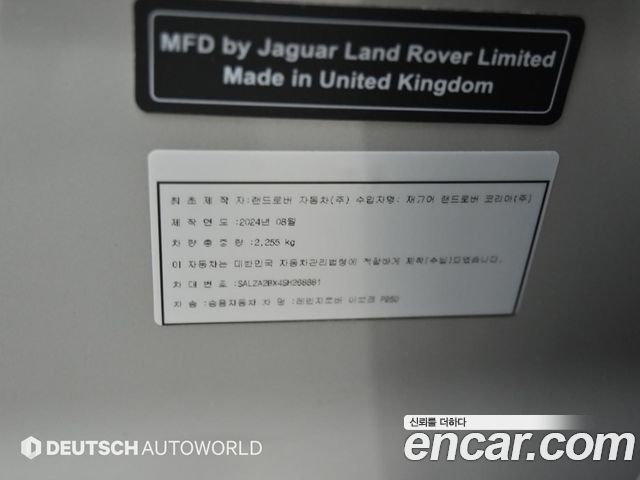 MFD by Jaguar Land Rover Limited
Made in United Kingdom
최초 제작 자:랜드로버 자동차(주) 수입자명: 재규어 랜드로버 코리아(주)
제작 연도 :2024년 08월
차량 총중량 :2,255 kg
이 자동차는 대한민국 자동차관리법령에 적합하게 제작(수입)되었습니다.
차대번호 :
차종 :승용자동차 차명 :레인지로버 이보크 P250
신뢰를 더하다
encar.com
DEUTSCH AUTOWORLD